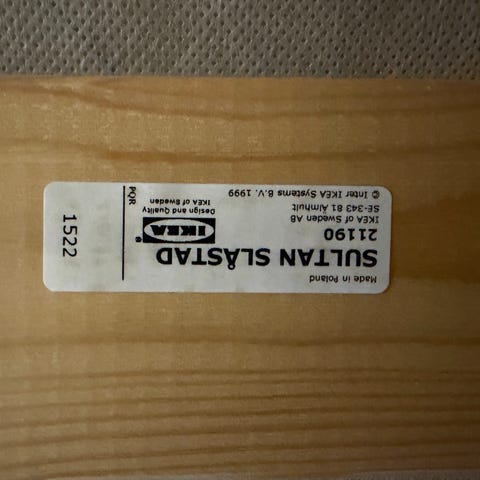 Made in Poland
SULTAN SLÅSTAD
21190
IKEA of Sweden AB
SE-343 81 Älmhult
© Inter IKEA Systems B.V. 1999
IKEA®
Design and Quality
IKEA of Sweden
PQR
1522